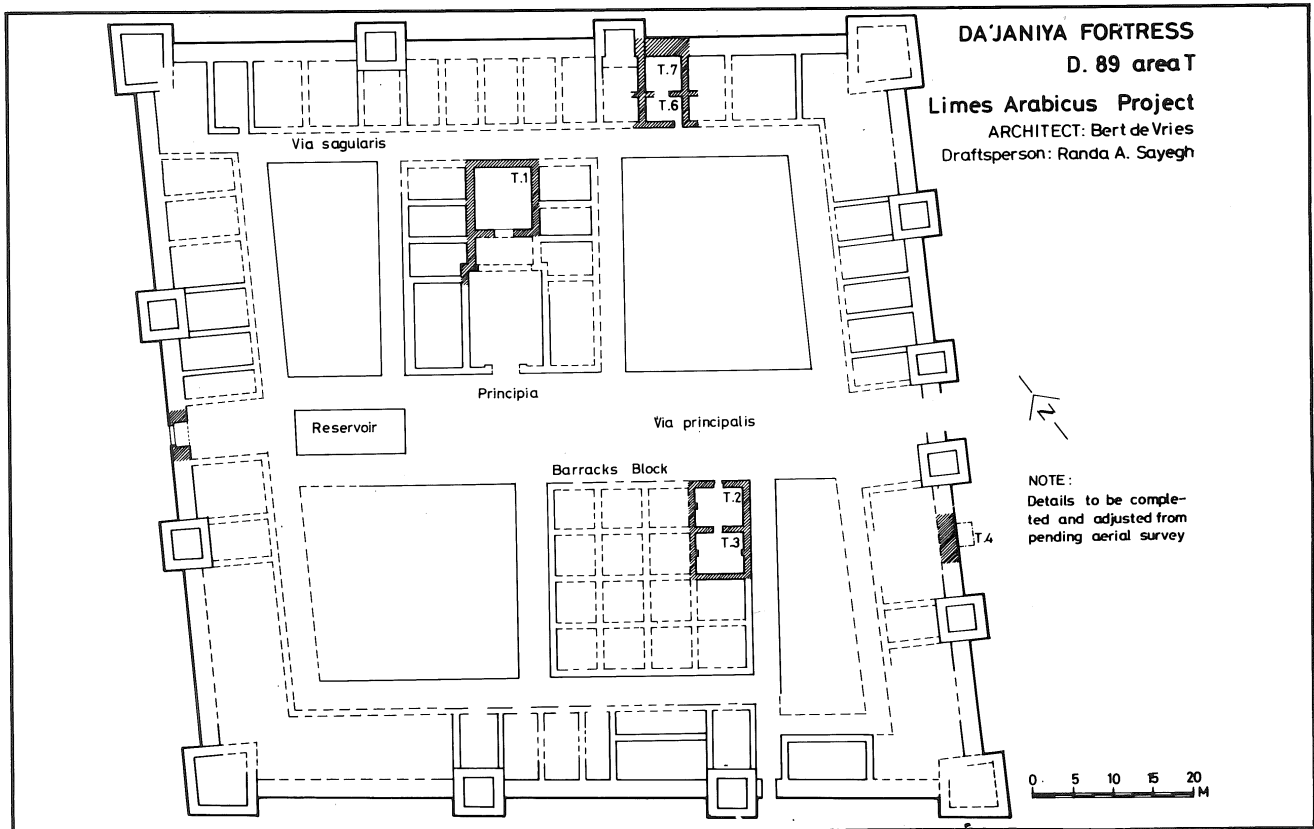 DA'JANIYA FORTRESS
D. 89 area T
Limes Arabicus Project
ARCHITECT: Bert de Vries
Draftsperson: Randa A. Sayegh
T.7
T.6
Via sagularis
T.1
Principia
Reservoir
Via principalis
N
Barracks Block
T.2
T.3
T.4
NOTE:
Details to be comple-
ted and adjusted from
pending aerial survey
0 5 10 15 20
M